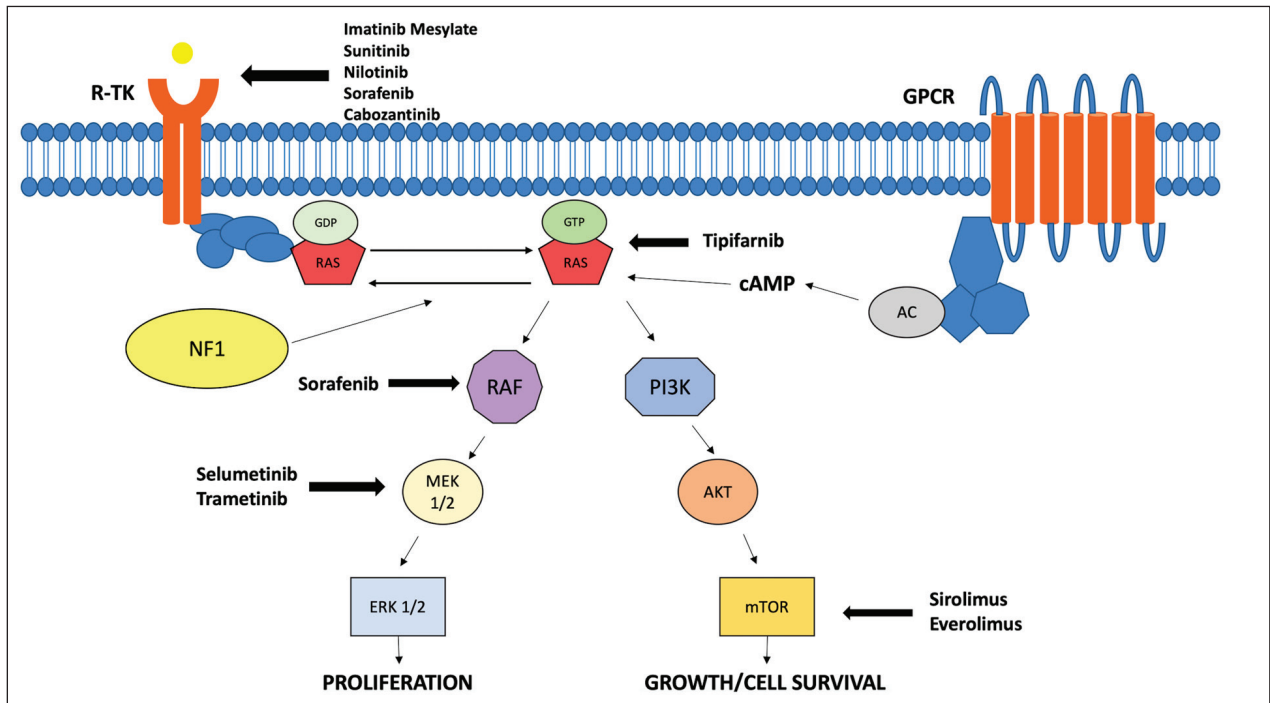 Imatinib Mesylate
Sunitinib
Nilotinib
Sorafenib
Cabozantinib
R-TK
GPCR
GDP
RAS
GTP
RAS
Tipifarnib
cAMP
AC
NF1
Sorafenib
RAF
PI3K
Selumetinib
Trametinib
MEK
1/2
AKT
ERK 1/2
mTOR
Sirolimus
Everolimus
PROLIFERATION
GROWTH/CELL SURVIVAL